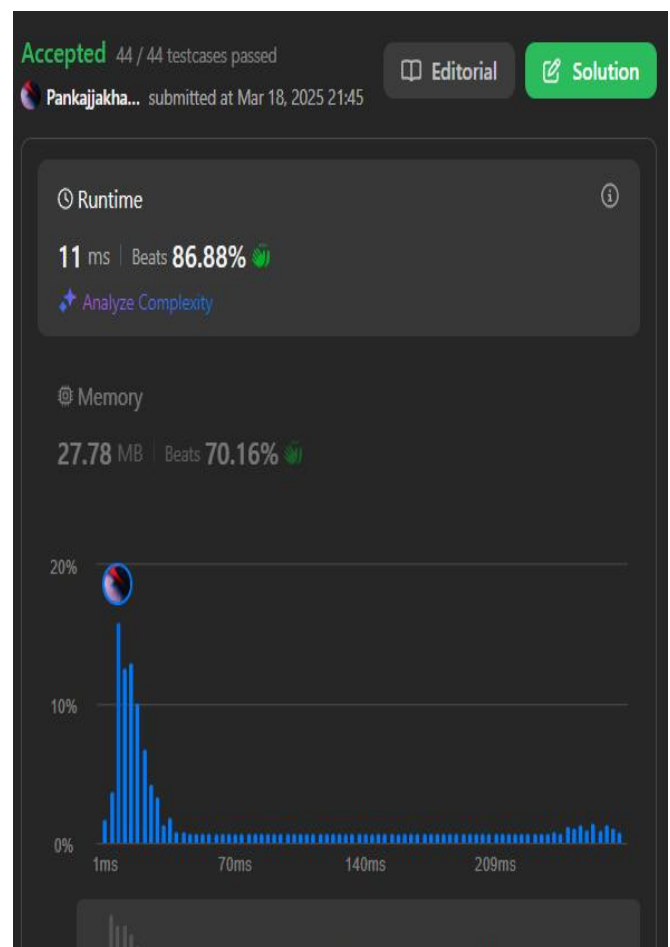 Accepted 44 / 44 testcases passed
Editorial
Solution
Pankajjakha... submitted at Mar 18, 2025 21:45
Runtime
11 ms | Beats 86.88%
Analyze Complexity
Memory
27.78 MB | Beats 70.16%
20%
10%
0%
1ms 70ms 140ms 209ms